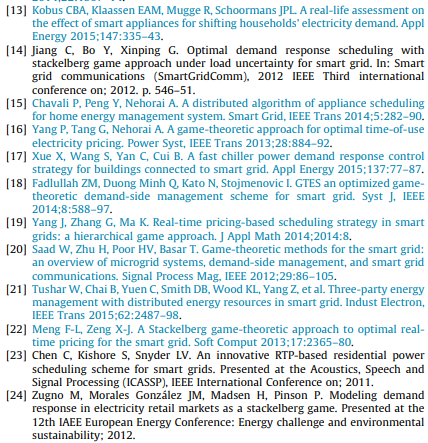 [13] Kobus CBA, Klaassen EAM, Mugge R, Schoormans JPL. A real-life assessment on
the effect of smart appliances for shifting households' electricity demand. Appl
Energy 2015;147:335–43.
[14] Jiang C, Bo Y, Xinping G. Optimal demand response scheduling with
stackelberg game approach under load uncertainty for smart grid. In: Smart
grid communications (SmartGridComm), 2012 IEEE Third international
conference on; 2012. p. 546–51.
[15] Chavali P, Peng Y, Nehorai A. A distributed algorithm of appliance scheduling
for home energy management system. Smart Grid, IEEE Trans 2014;5:282–90.
[16] Yang P, Tang G, Nehorai A. A game-theoretic approach for optimal time-of-use
electricity pricing. Power Syst, IEEE Trans 2013;28:884–92.
[17] Xue X, Wang S, Yan C, Cui B. A fast chiller power demand response control
strategy for buildings connected to smart grid. Appl Energy 2015;137:77–87.
[18] Fadlullah ZM, Duong Minh Q, Kato N, Stojmenovic I. GTES an optimized game-
theoretic demand-side management scheme for smart grid. Syst J, IEEE
2014;8:588–97.
[19] Yang J, Zhang G, Ma K. Real-time pricing-based scheduling strategy in smart
grids: a hierarchical game approach. J Appl Math 2014;2014:8.
[20] Saad W, Zhu H, Poor HV, Basar T. Game-theoretic methods for the smart grid:
an overview of microgrid systems, demand-side management, and smart grid
communications. Signal Process Mag, IEEE 2012;29:86–105.
[21] Tushar W, Chai B, Yuen C, Smith DB, Wood KL, Yang Z, et al. Three-party energy
management with distributed energy resources in smart grid. Indust Electron,
IEEE Trans 2015;62:2487–98.
[22] Meng F-L, Zeng X-J. A Stackelberg game-theoretic approach to optimal real-
time pricing for the smart grid. Soft Comput 2013;17:2365–80.
[23] Chen C, Kishore S, Snyder LV. An innovative RTP-based residential power
scheduling scheme for smart grids. Presented at the Acoustics, Speech and
Signal Processing (ICASSP), IEEE International Conference on; 2011.
[24] Zugno M, Morales González JM, Madsen H, Pinson P. Modeling demand
response in electricity retail markets as a stackelberg game. Presented at the
12th IAEE European Energy Conference: Energy challenge and environmental
sustainability; 2012.